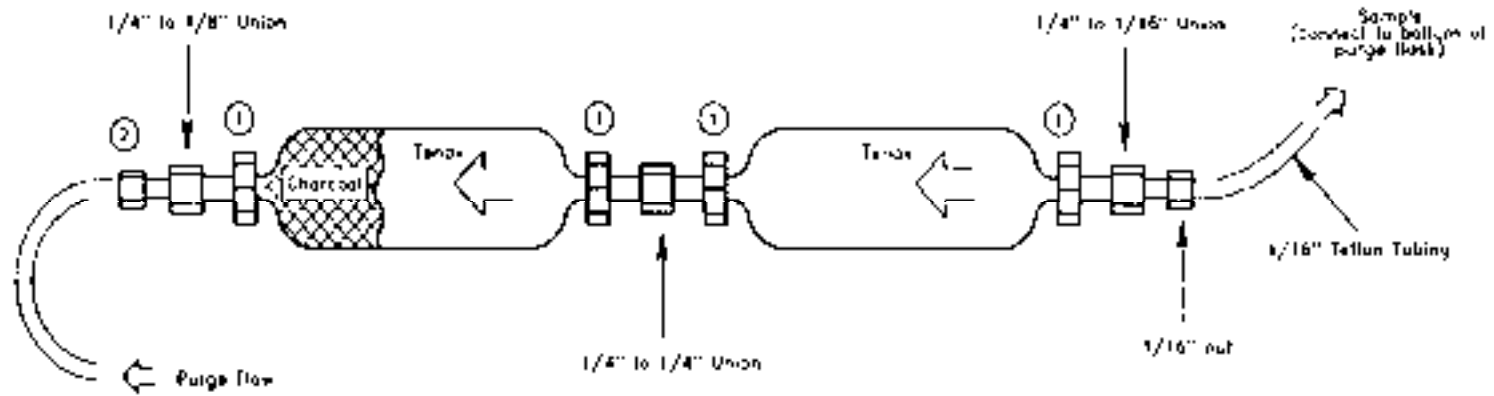 1/4" to 1/8" Union
1/4" to 1/16" Union
Sample
(connect to bottom of
purge flask)
2
1
1
1
1
Tenax
Tenax
Charcoal
1/16" Teflon Tubing
1/16" nut
1/4" to 1/4" Union
Purge Flow